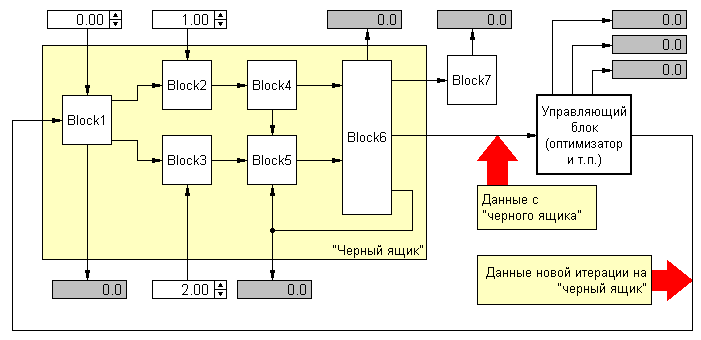 0.00
1.00
0.0
0.0
0.0
0.0
0.0
Block2
Block4
Block7
Block1
Block6
Управляющий
блок
(оптимизатор
и т.п.)
Block3
Block5
Данные с
"черного ящика"
"Черный ящик"
Данные новой итерации на
"черный ящик"
0.0
2.00
0.0